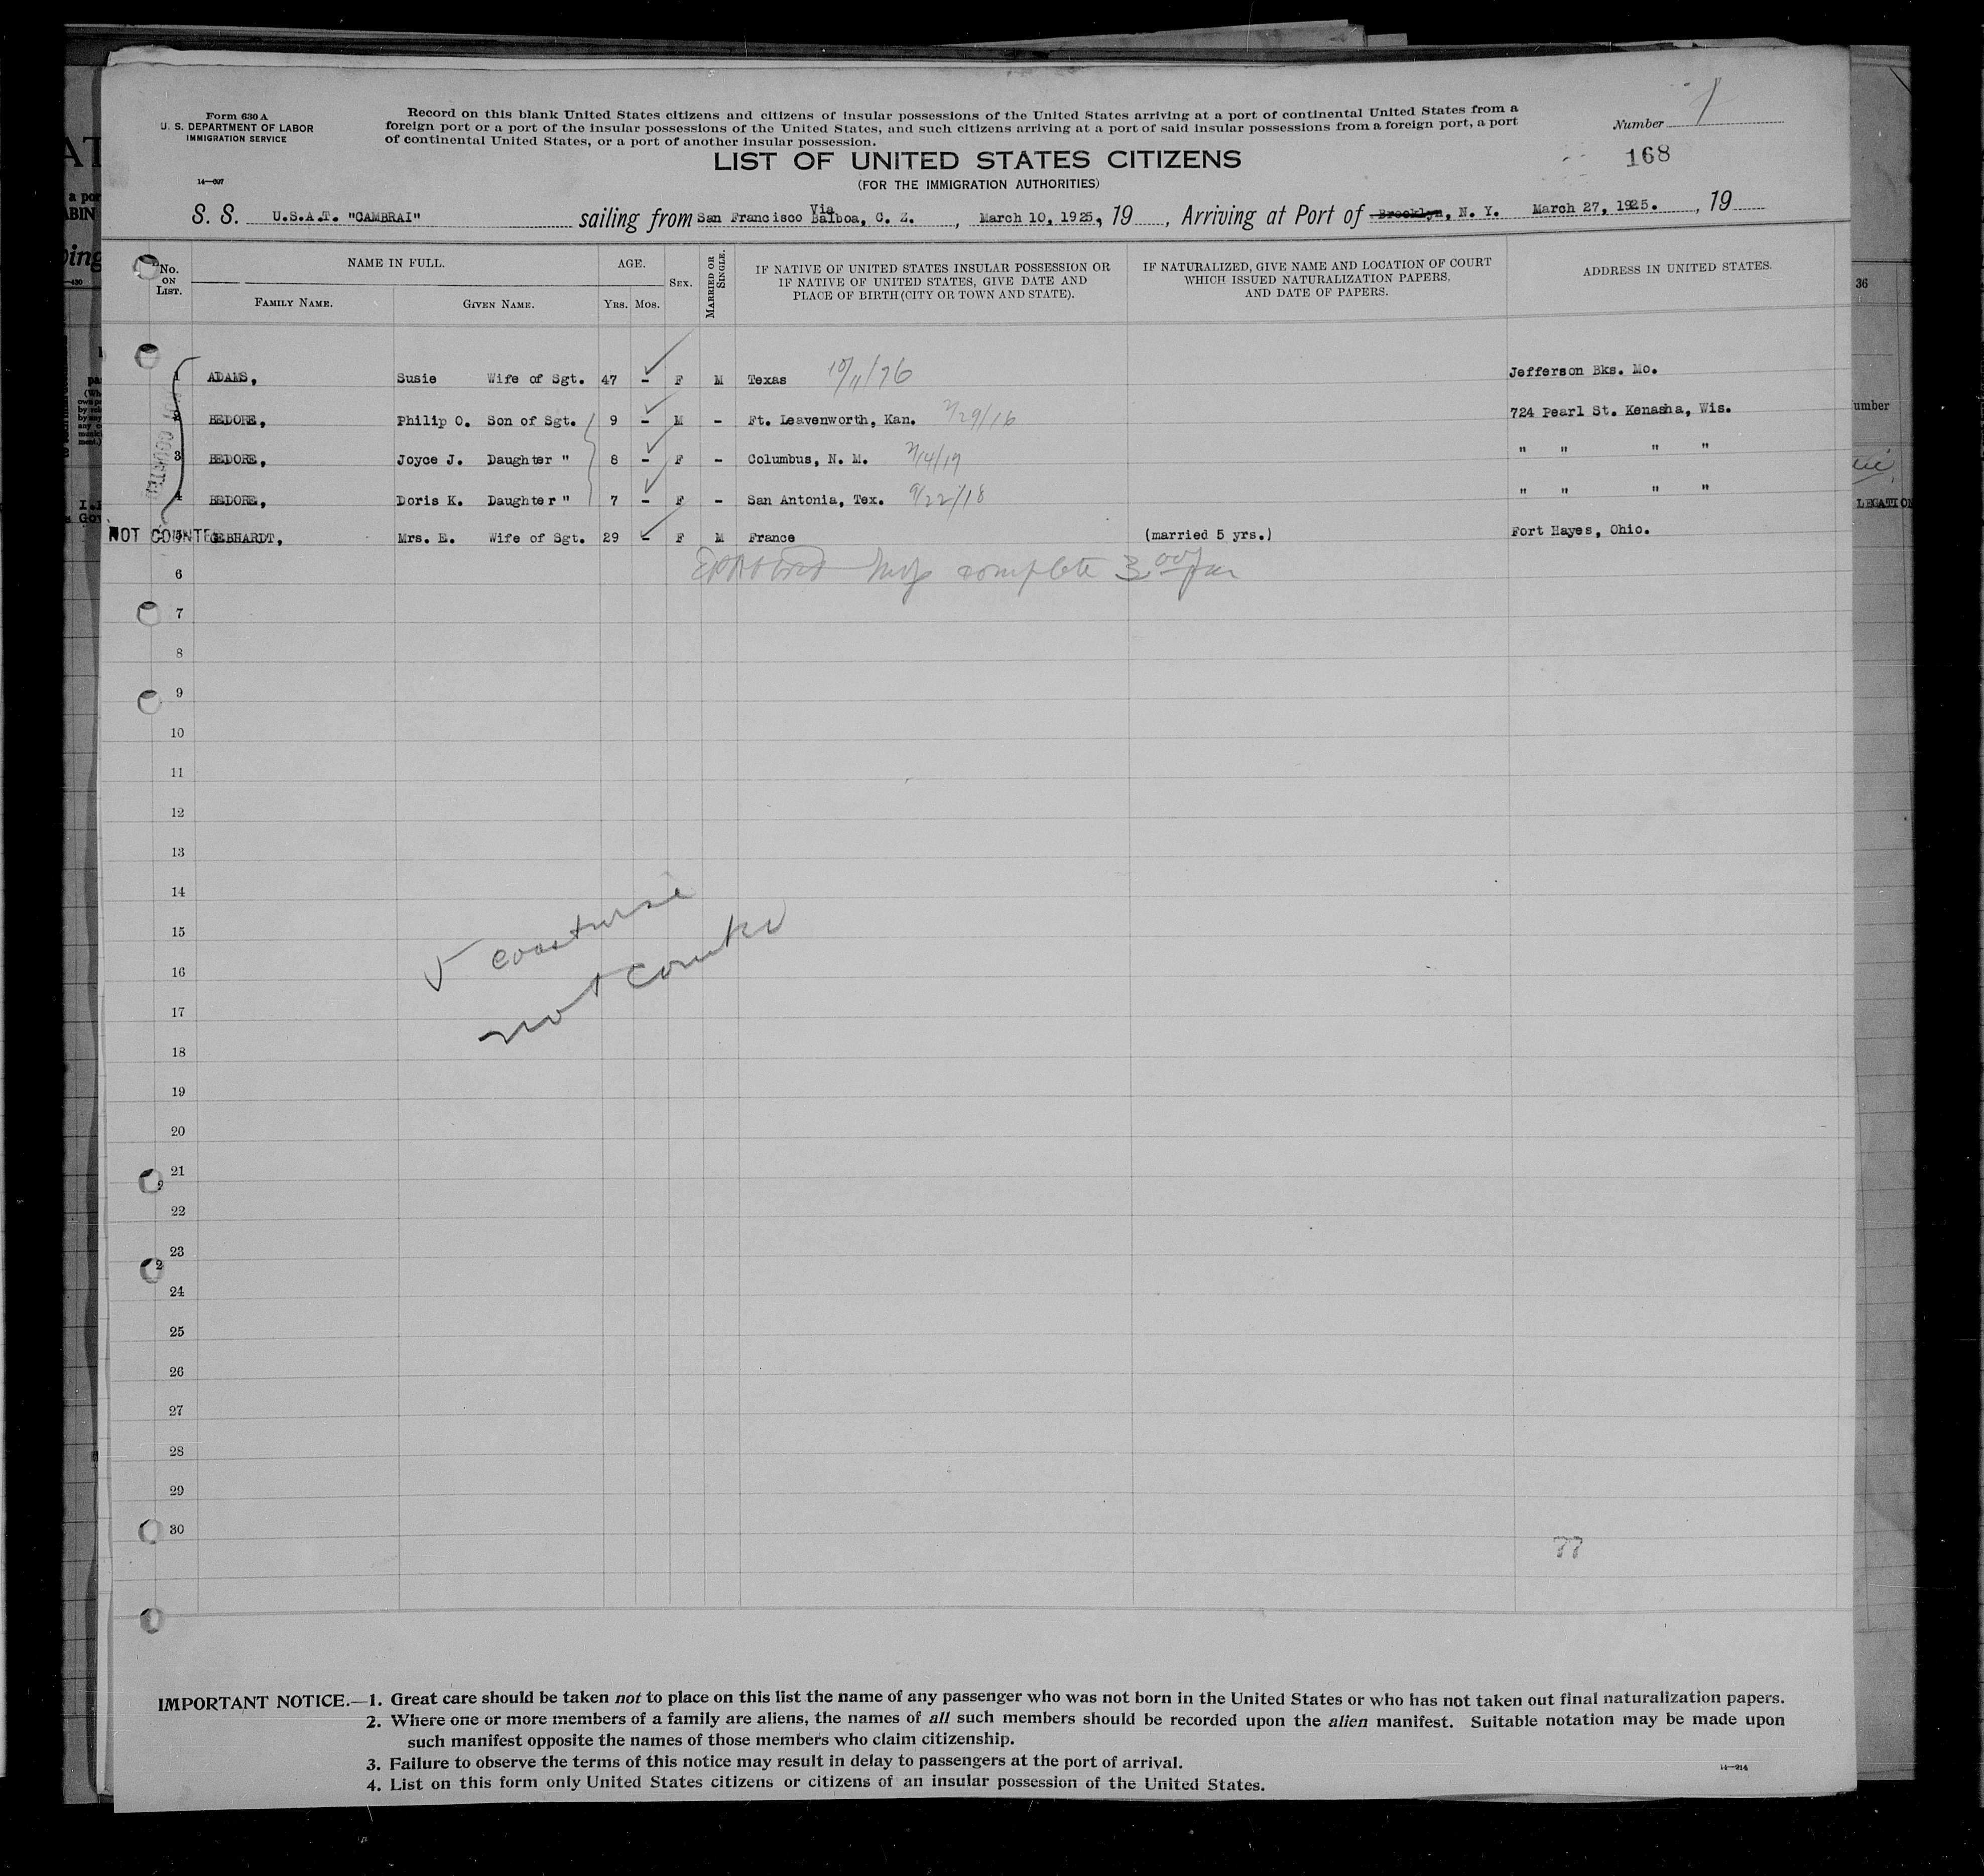 Form 630 A
U. S. DEPARTMENT OF LABOR
IMMIGRATION SERVICE
14—697
Record on this blank United States citizens and citizens of insular possessions of the United States arriving at a port of continental United States from a
foreign port or a port of the insular possessions of the United States, and such citizens arriving at a port of said insular possessions from a foreign port, a port
of continental United States, or a port of another insular possession.
Number 1
168
LIST OF UNITED STATES CITIZENS
(FOR THE IMMIGRATION AUTHORITIES)
S. S. U.S.A.T. "CAMBRAI" sailing from San Francisco Via Balboa, C. Z. , March 10, 1925, 19 , Arriving at Port of Brooklyn, N. Y. March 27, 1925. , 19
No. ON LIST.
NAME IN FULL.
FAMILY NAME.
GIVEN NAME.
AGE.
YRS. MOS.
SEX.
MARRIED OR SINGLE.
IF NATIVE OF UNITED STATES INSULAR POSSESSION OR
IF NATIVE OF UNITED STATES, GIVE DATE AND
PLACE OF BIRTH (CITY OR TOWN AND STATE).
IF NATURALIZED, GIVE NAME AND LOCATION OF COURT
WHICH ISSUED NATURALIZATION PAPERS,
AND DATE OF PAPERS.
ADDRESS IN UNITED STATES.
1 ADAMS, Susie Wife of Sgt. 47 - F M Texas 10/11/76 Jefferson Bks. Mo.
2 BEDORE, Philip O. Son of Sgt. 9 - M - Ft. Leavenworth, Kan. 2/29/16 724 Pearl St. Kenasha, Wis.
3 BEDORE, Joyce J. Daughter " 8 - F - Columbus, N. M. 2/14/17 " " " "
4 BEDORE, Doris K. Daughter " 7 - F - San Antonia, Tex. 9/22/18 " " " "
NOT COUNTED
5 GEBHARDT, Mrs. E. Wife of Sgt. 29 - F M France (married 5 yrs.) Fort Hayes, Ohio.
complete 3 00
6
7
8
9
10
11
12
13
14
15
16
17
18
19
20
21
22
23
24
25
26
27
28
29
30
5 coastwise
not counted
77
IMPORTANT NOTICE.—1. Great care should be taken not to place on this list the name of any passenger who was not born in the United States or who has not taken out final naturalization papers.
2. Where one or more members of a family are aliens, the names of all such members should be recorded upon the alien manifest. Suitable notation may be made upon
such manifest opposite the names of those members who claim citizenship.
3. Failure to observe the terms of this notice may result in delay to passengers at the port of arrival.
4. List on this form only United States citizens or citizens of an insular possession of the United States.
14—214